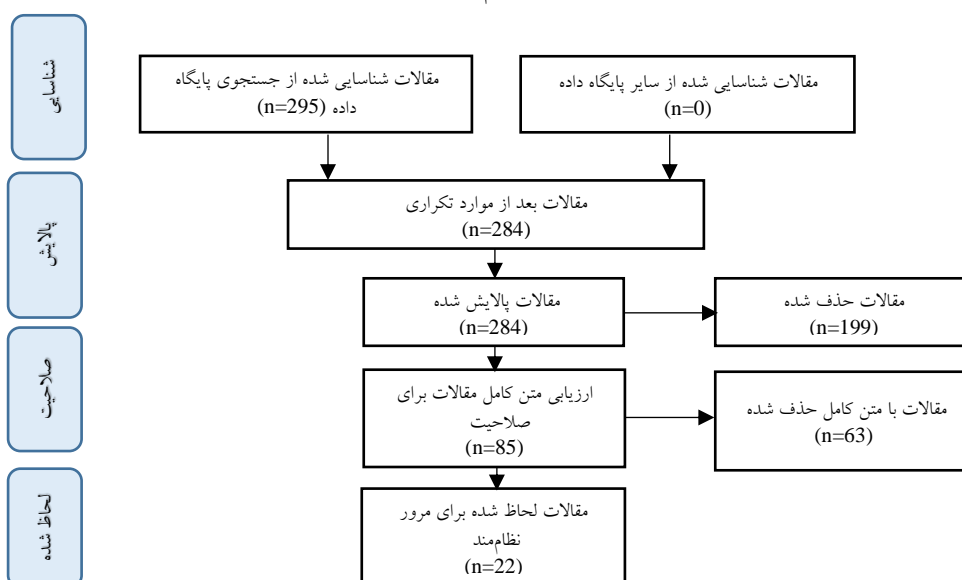 م
شناسایی
مقالات شناسایی شده از جستجوی پایگاه
داده (n=295)
مقالات شناسایی شده از سایر پایگاه داده
(n=0)
پالایش
مقالات بعد از موارد تکراری
(n=284)
مقالات پالایش شده
(n=284)
مقالات حذف شده
(n=199)
صلاحیت
ارزیابی متن کامل مقالات برای
صلاحیت
(n=85)
مقالات با متن کامل حذف شده
(n=63)
لحاظ شده
مقالات لحاظ شده برای مرور
نظام‌مند
(n=22)